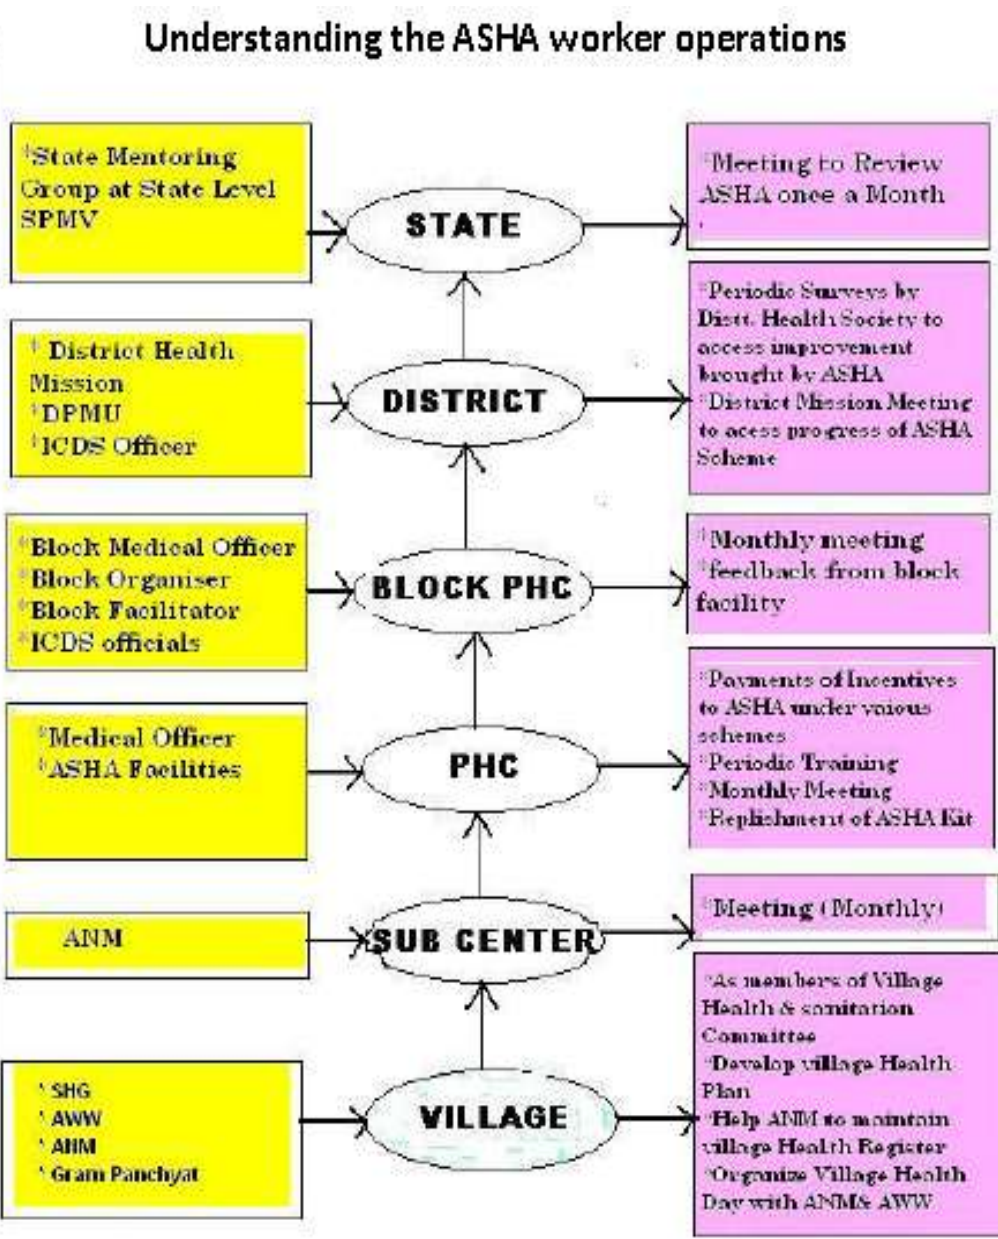 Understanding the ASHA worker operations
*State Mentoring
Group at State Level
SPMV
STATE
*Meeting to Review
ASHA once a Month
* District Health
Mission
*DPMU
*ICDS Officer
DISTRICT
*Periodic Surveys by
Distt. Health Society to
access improvement
brought by ASHA
*District Mission Meeting
to acess progress of ASHA
Scheme
*Block Medical Officer
*Block Organiser
*Block Facilitator
*ICDS officials
BLOCK PHC
*Monthly meeting
*feedback from block
facility
*Medical Officer
*ASHA Facilities
PHC
*Payments of Incentives
to ASHA under vaious
schemes
*Periodic Training
*Monthly Meeting
*Replishment of ASHA Kit
ANM
SUB CENTER
*Meeting (Monthly)
* SHG
* AWW
* ANM
* Gram Panchyat
VILLAGE
*As members of Village
Health & sanitation
Committee
*Develop village Health
Plan
*Help ANM to maintain
village Health Register
*Organize Village Health
Day with ANM& AWW